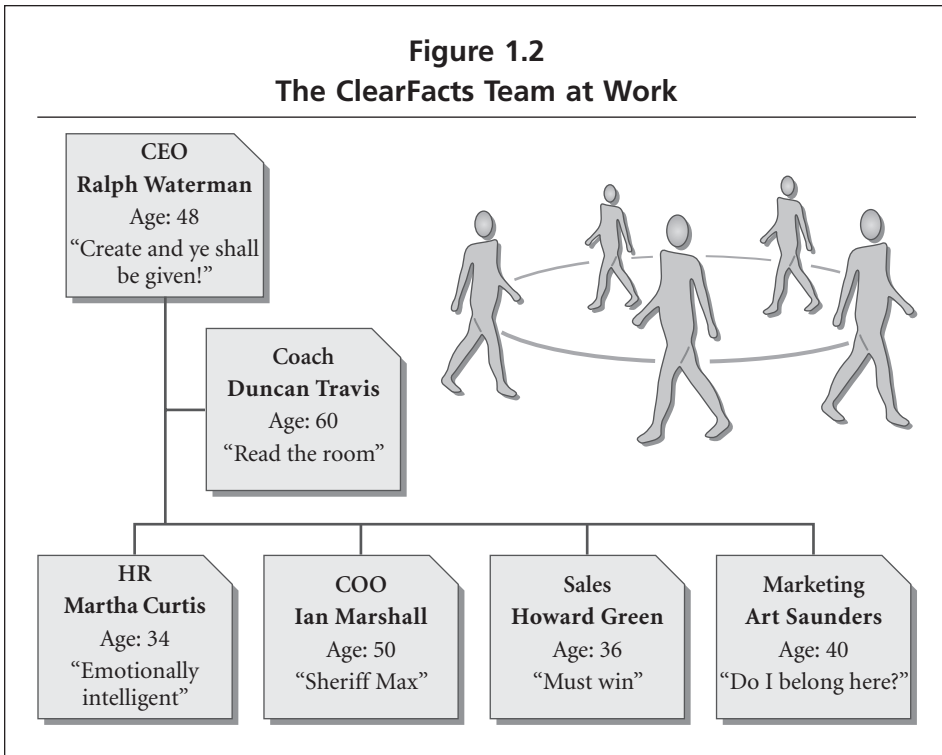 Figure 1.2
The ClearFacts Team at Work
CEO
Ralph Waterman
Age: 48
“Create and ye shall
be given!”
Coach
Duncan Travis
Age: 60
“Read the room”
HR
Martha Curtis
Age: 34
“Emotionally
intelligent”
COO
Ian Marshall
Age: 50
“Sheriff Max”
Sales
Howard Green
Age: 36
“Must win”
Marketing
Art Saunders
Age: 40
“Do I belong here?”